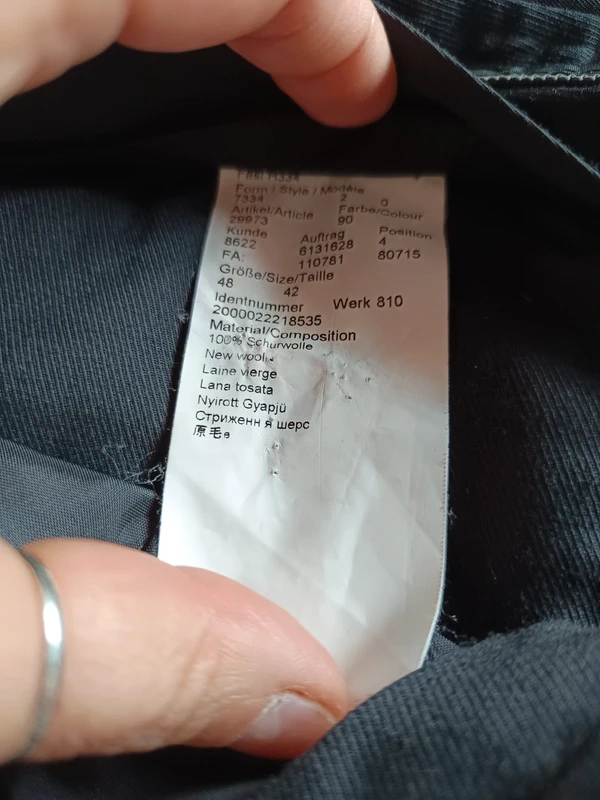 Form / Style / Modèle
7334 2 0
Artikel/Article Farbe/Colour
29973 90
Kunde Auftrag Position
8622 6131628 4
FA: 110781 80715
Größe/Size/Taille
48 42
Identnummer Werk 810
2000022218535
Material/Composition
100% Schurwolle
New wool
Laine vierge
Lana tosata
Nyirott Gyapjü
Стриженн я шерс
原毛